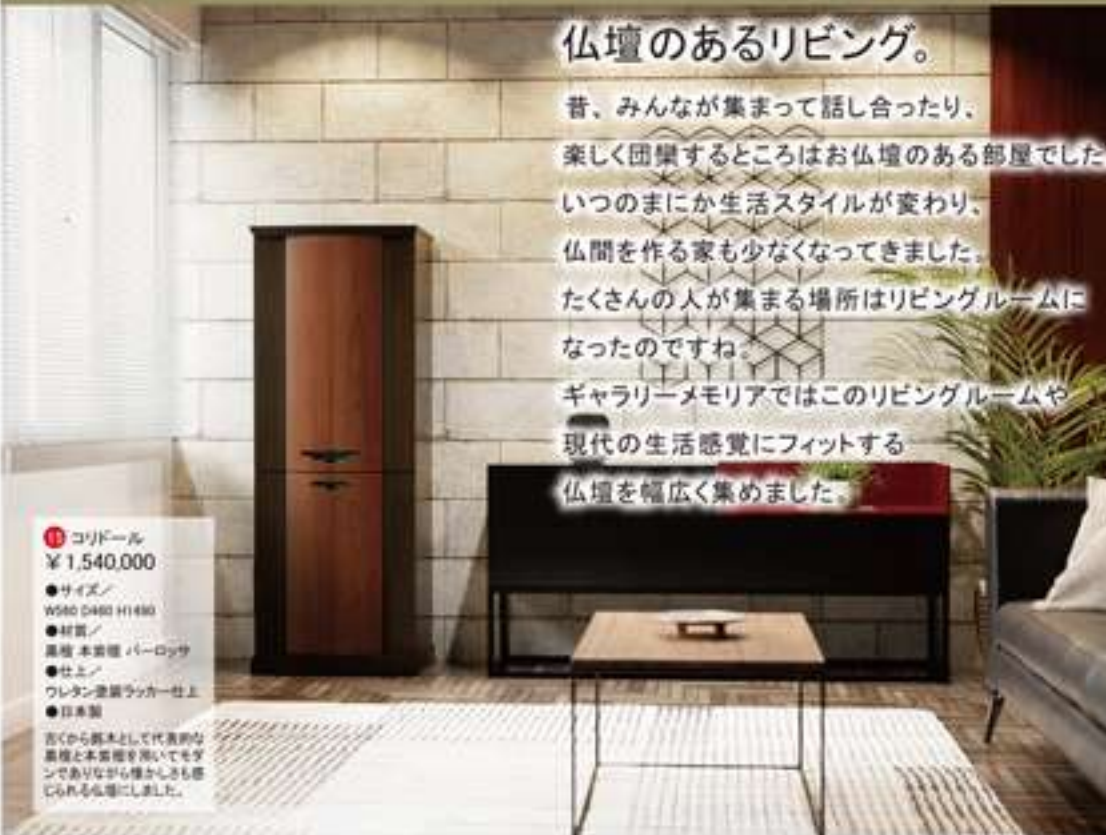 仏壇のあるリビング。
昔、みんなが集まって話し合ったり、
楽しく団欒するところはお仏壇のある部屋でした
いつのまにか生活スタイルが変わり、
仏間を作る家も少なくなってきました。
たくさんの人が集まる場所はリビングルームに
なったのですね。
ギャラリーメモリアではこのリビングルームや
現代の生活感覚にフィットする
仏壇を幅広く集めました。
コリドール
¥1,540,000
●サイズ/
●材質/
黒檀 本紫檀 パーロッサ
●仕上/
ウレタン塗装ラッカー仕上
●日本製
古くから銘木として代表的な
黒檀と本紫檀を用いてモダ
ンでありながら懐かしさも感
じられる仏壇にしました。